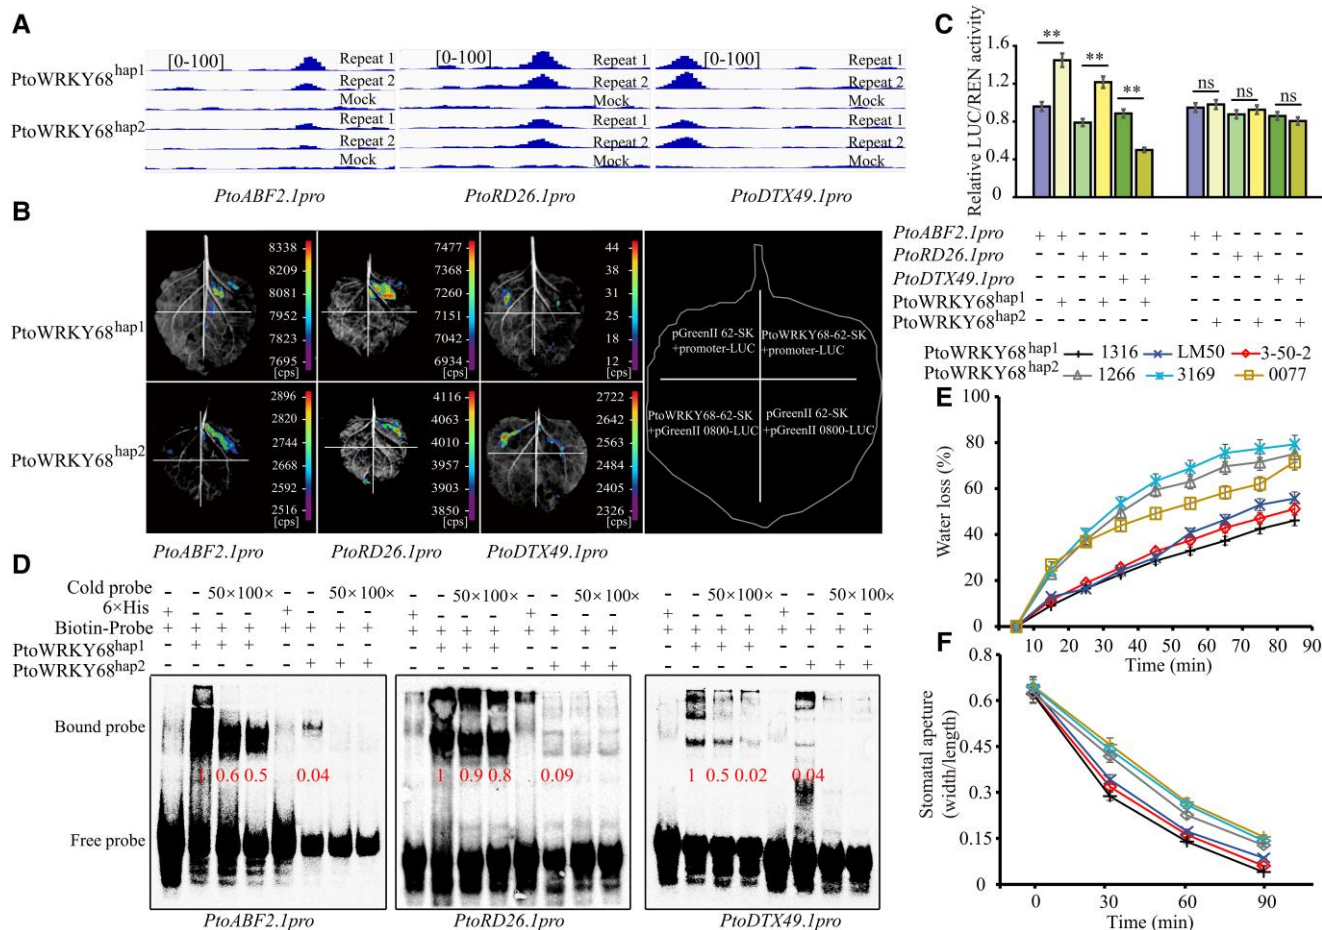 A
PtoWRKY68hap1
PtoWRKY68hap2
[0-100]
Repeat 1
Repeat 2
Mock
Repeat 1
Repeat 2
Mock
[0-100]
Repeat 1
Repeat 2
Mock
Repeat 1
Repeat 2
Mock
[0-100]
Repeat 1
Repeat 2
Mock
Repeat 1
Repeat 2
Mock
PtoABF2.1pro PtoRD26.1pro PtoDTX49.1pro
B
PtoWRKY68hap1
8338
8209
8081
7952
7823
7695
[cps]
7477
7368
7260
7151
7043
6934
[cps]
44
38
31
25
18
12
[cps]
PtoWRKY68hap2
2896
2820
2744
2668
2592
2516
[cps]
4116
4063
4010
3956
3903
3850
[cps]
2722
2642
2563
2484
2405
2326
[cps]
pGreenII 62-SK
+promoter-LUC
PtoWRKY68-62-SK
+promoter-LUC
PtoWRKY68-62-SK
+pGreenII 0800-LUC
pGreenII 62-SK
+pGreenII 0800-LUC
PtoABF2.1pro PtoRD26.1pro PtoDTX49.1pro
C
Relative LUC/REN activity
1.6
1.2
0.8
0.4
0
** ** ** ns ns ns
PtoABF2.1pro + + - - - - + + - - - -
PtoRD26.1pro - - + + - - - - + + - -
PtoDTX49.1pro - - - - + + - - - - + +
PtoWRKY68hap1 - + - + - + - - - - - -
PtoWRKY68hap2 - - - - - - - + - + - +
PtoWRKY68hap1 1316 LM50 3-50-2
PtoWRKY68hap2 1266 3169 0077
D
Cold probe - - 50×100× - - 50×100× - - 50×100× - - 50×100× - - 50×100× - - 50×100×
6×His + - - - + - - - + - - - + - - - + - - - + - - -
Biotin-Probe + + + + + + + + + + + + + + + + + + + + + + + +
PtoWRKY68hap1 - + + + - - - - - + + + - - - - - + + + - - - -
PtoWRKY68hap2 - - - - - + + + - - - - - + + + - - - - - + + +
Bound probe
1 0.6 0.5 0.04
1 0.9 0.8 0.09
1 0.5 0.02 0.04
Free probe
PtoABF2.1pro PtoRD26.1pro PtoDTX49.1pro
E
Water loss (%)
100
80
60
40
20
0
10 20 30 40 50 60 70 80 90
Time (min)
F
Stomatal apeture
(width/length)
0.6
0.45
0.3
0.15
0
0 30 60 90
Time (min)